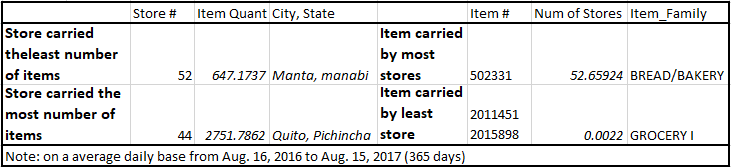 Store # Item Quant City, State Item # Num of Stores Item_Family
Store carried
theleast number
of items 52 647.1737 Manta, manabi
Item carried
by most
stores 502331 52.65924 BREAD/BAKERY
Store carried the
most number of
items 44 2751.7862 Quito, Pichincha
Item carried
by least
store
2011451
2015898 0.0022 GROCERY I
Note: on a average daily base from Aug. 16, 2016 to Aug. 15, 2017 (365 days)